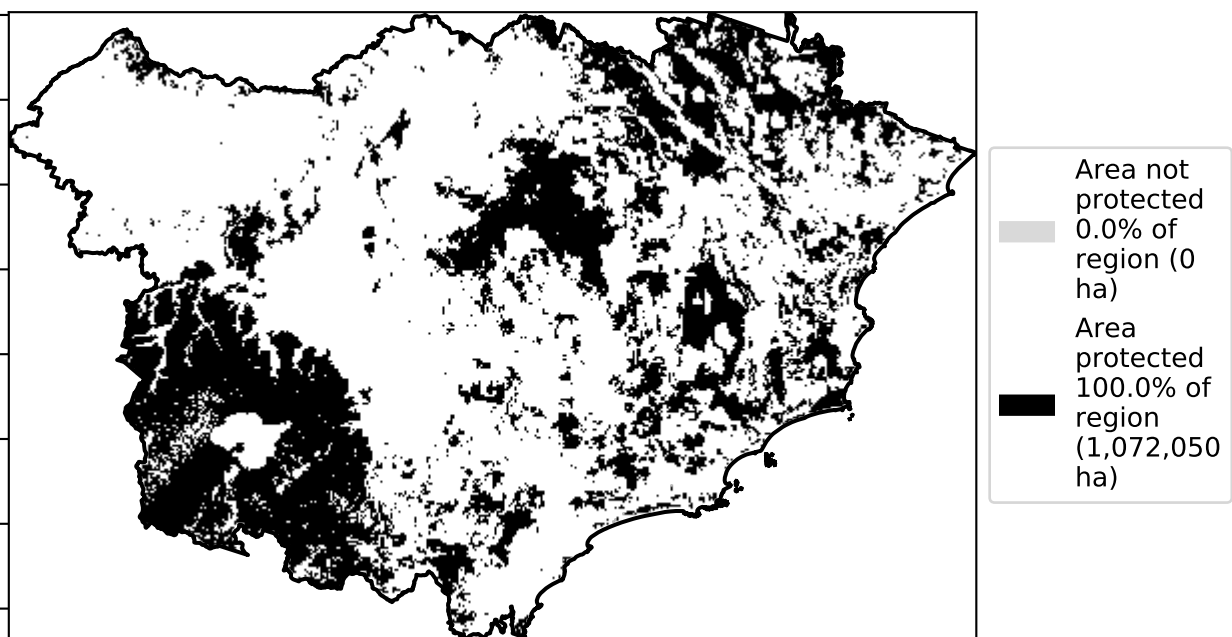 Area not
protected
0.0% of
region (0
ha)
Area
protected
100.0% of
region
(1,072,050
ha)